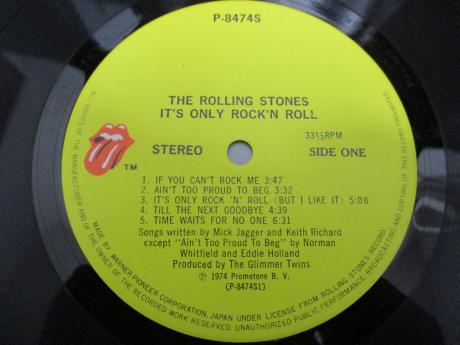 P-8474S
THE ROLLING STONES
IT'S ONLY ROCK'N ROLL
STEREO
33⅓RPM
SIDE ONE
TM
1. IF YOU CAN'T ROCK ME 3:47
2. AIN'T TOO PROUD TO BEG 3:32
3. IT'S ONLY ROCK 'N' ROLL (BUT I LIKE IT) 5:08
4. TILL THE NEXT GOODBYE 4:39
5. TIME WAITS FOR NO ONE 6:31
Songs written by Mick Jagger and Keith Richard
except "Ain't Too Proud To Beg" by Norman
Whitfield and Eddie Holland
Produced by The Glimmer Twins
Ⓟ 1974 Promotone B. V.
(P-8474S1)
MADE BY WARNER-PIONEER CORPORATION, JAPAN UNDER LICENSE FROM ROLLING STONES RECORD.
ALL RIGHTS OF THE MANUFACTURER AND OF THE OWNER OF THE RECORDED WORK RESERVED. UNAUTHORIZED PUBLIC PERFORMANCE, BROADCASTING AND COPYING OF THIS RECORD PROHIBITED